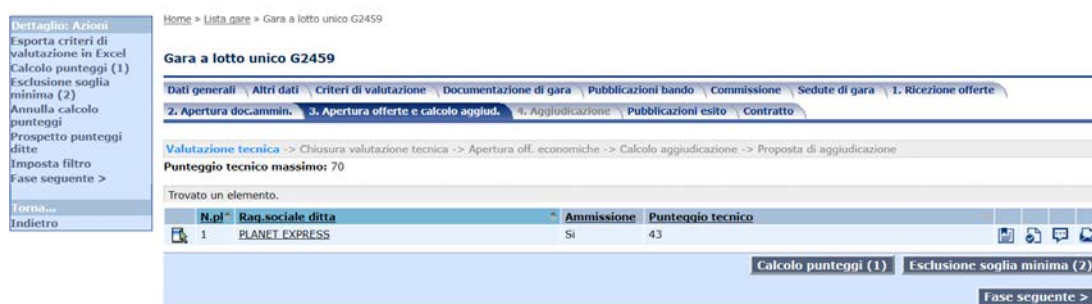 Dettaglio: Azioni
Esporta criteri di
valutazione in Excel
Calcolo punteggi (1)
Esclusione soglia
minima (2)
Annulla calcolo
punteggi
Prospetto punteggi
ditte
Imposta filtro
Fase seguente >
Torna...
Indietro
Home » Lista gare » Gara a lotto unico G2459
Gara a lotto unico G2459
Dati generali Altri dati Criteri di valutazione Documentazione di gara Pubblicazioni bando Commissione Sedute di gara 1. Ricezione offerte
2. Apertura doc.ammin. 3. Apertura offerte e calcolo aggiud. 4. Aggiudicazione Pubblicazioni esito Contratto
Valutazione tecnica -> Chiusura valutazione tecnica -> Apertura off. economiche -> Calcolo aggiudicazione -> Proposta di aggiudicazione
Punteggio tecnico massimo: 70
Trovato un elemento.
N.pl Rag.sociale ditta Ammissione Punteggio tecnico
1 PLANET EXPRESS Si 43
Calcolo punteggi (1) Esclusione soglia minima (2)
Fase seguente >